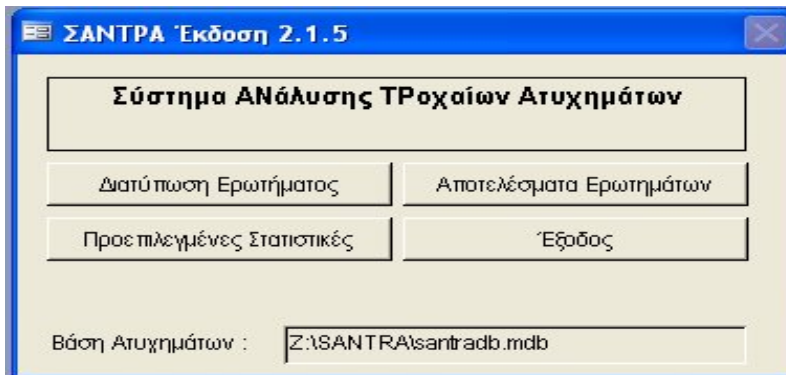 ΣΑΝΤΡΑ Έκδοση 2.1.5
Σύστημα ΑΝάλυσης ΤΡοχαίων Ατυχημάτων
Διατύπωση Ερωτήματος
Αποτελέσματα Ερωτημάτων
Προεπιλεγμένες Στατιστικές
Έξοδος
Βάση Ατυχημάτων : Z:\SANTRA\santradb.mdb